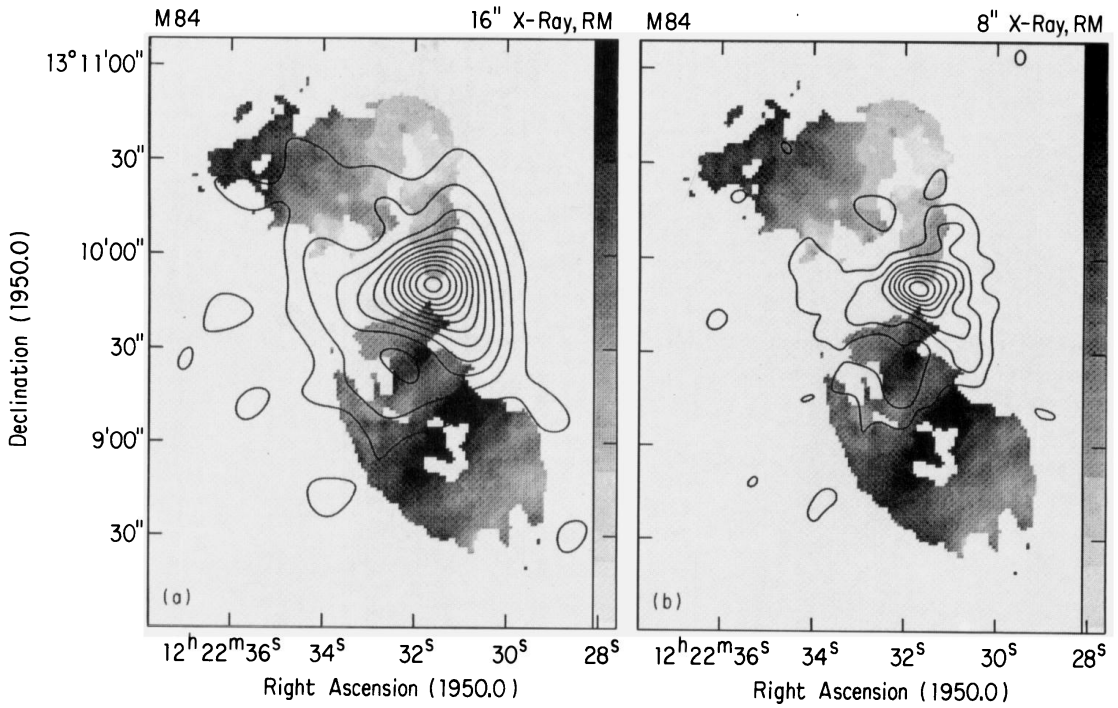 M84 16" X-Ray, RM
M84 8" X-Ray, RM
13°11'00"
30"
10'00"
30"
9'00"
30"
Declination (1950.0)
(a)
(b)
12ʰ22ᵐ36ˢ 34ˢ 32ˢ 30ˢ 28ˢ
12ʰ22ᵐ36ˢ 34ˢ 32ˢ 30ˢ 28ˢ
Right Ascension (1950.0)
Right Ascension (1950.0)